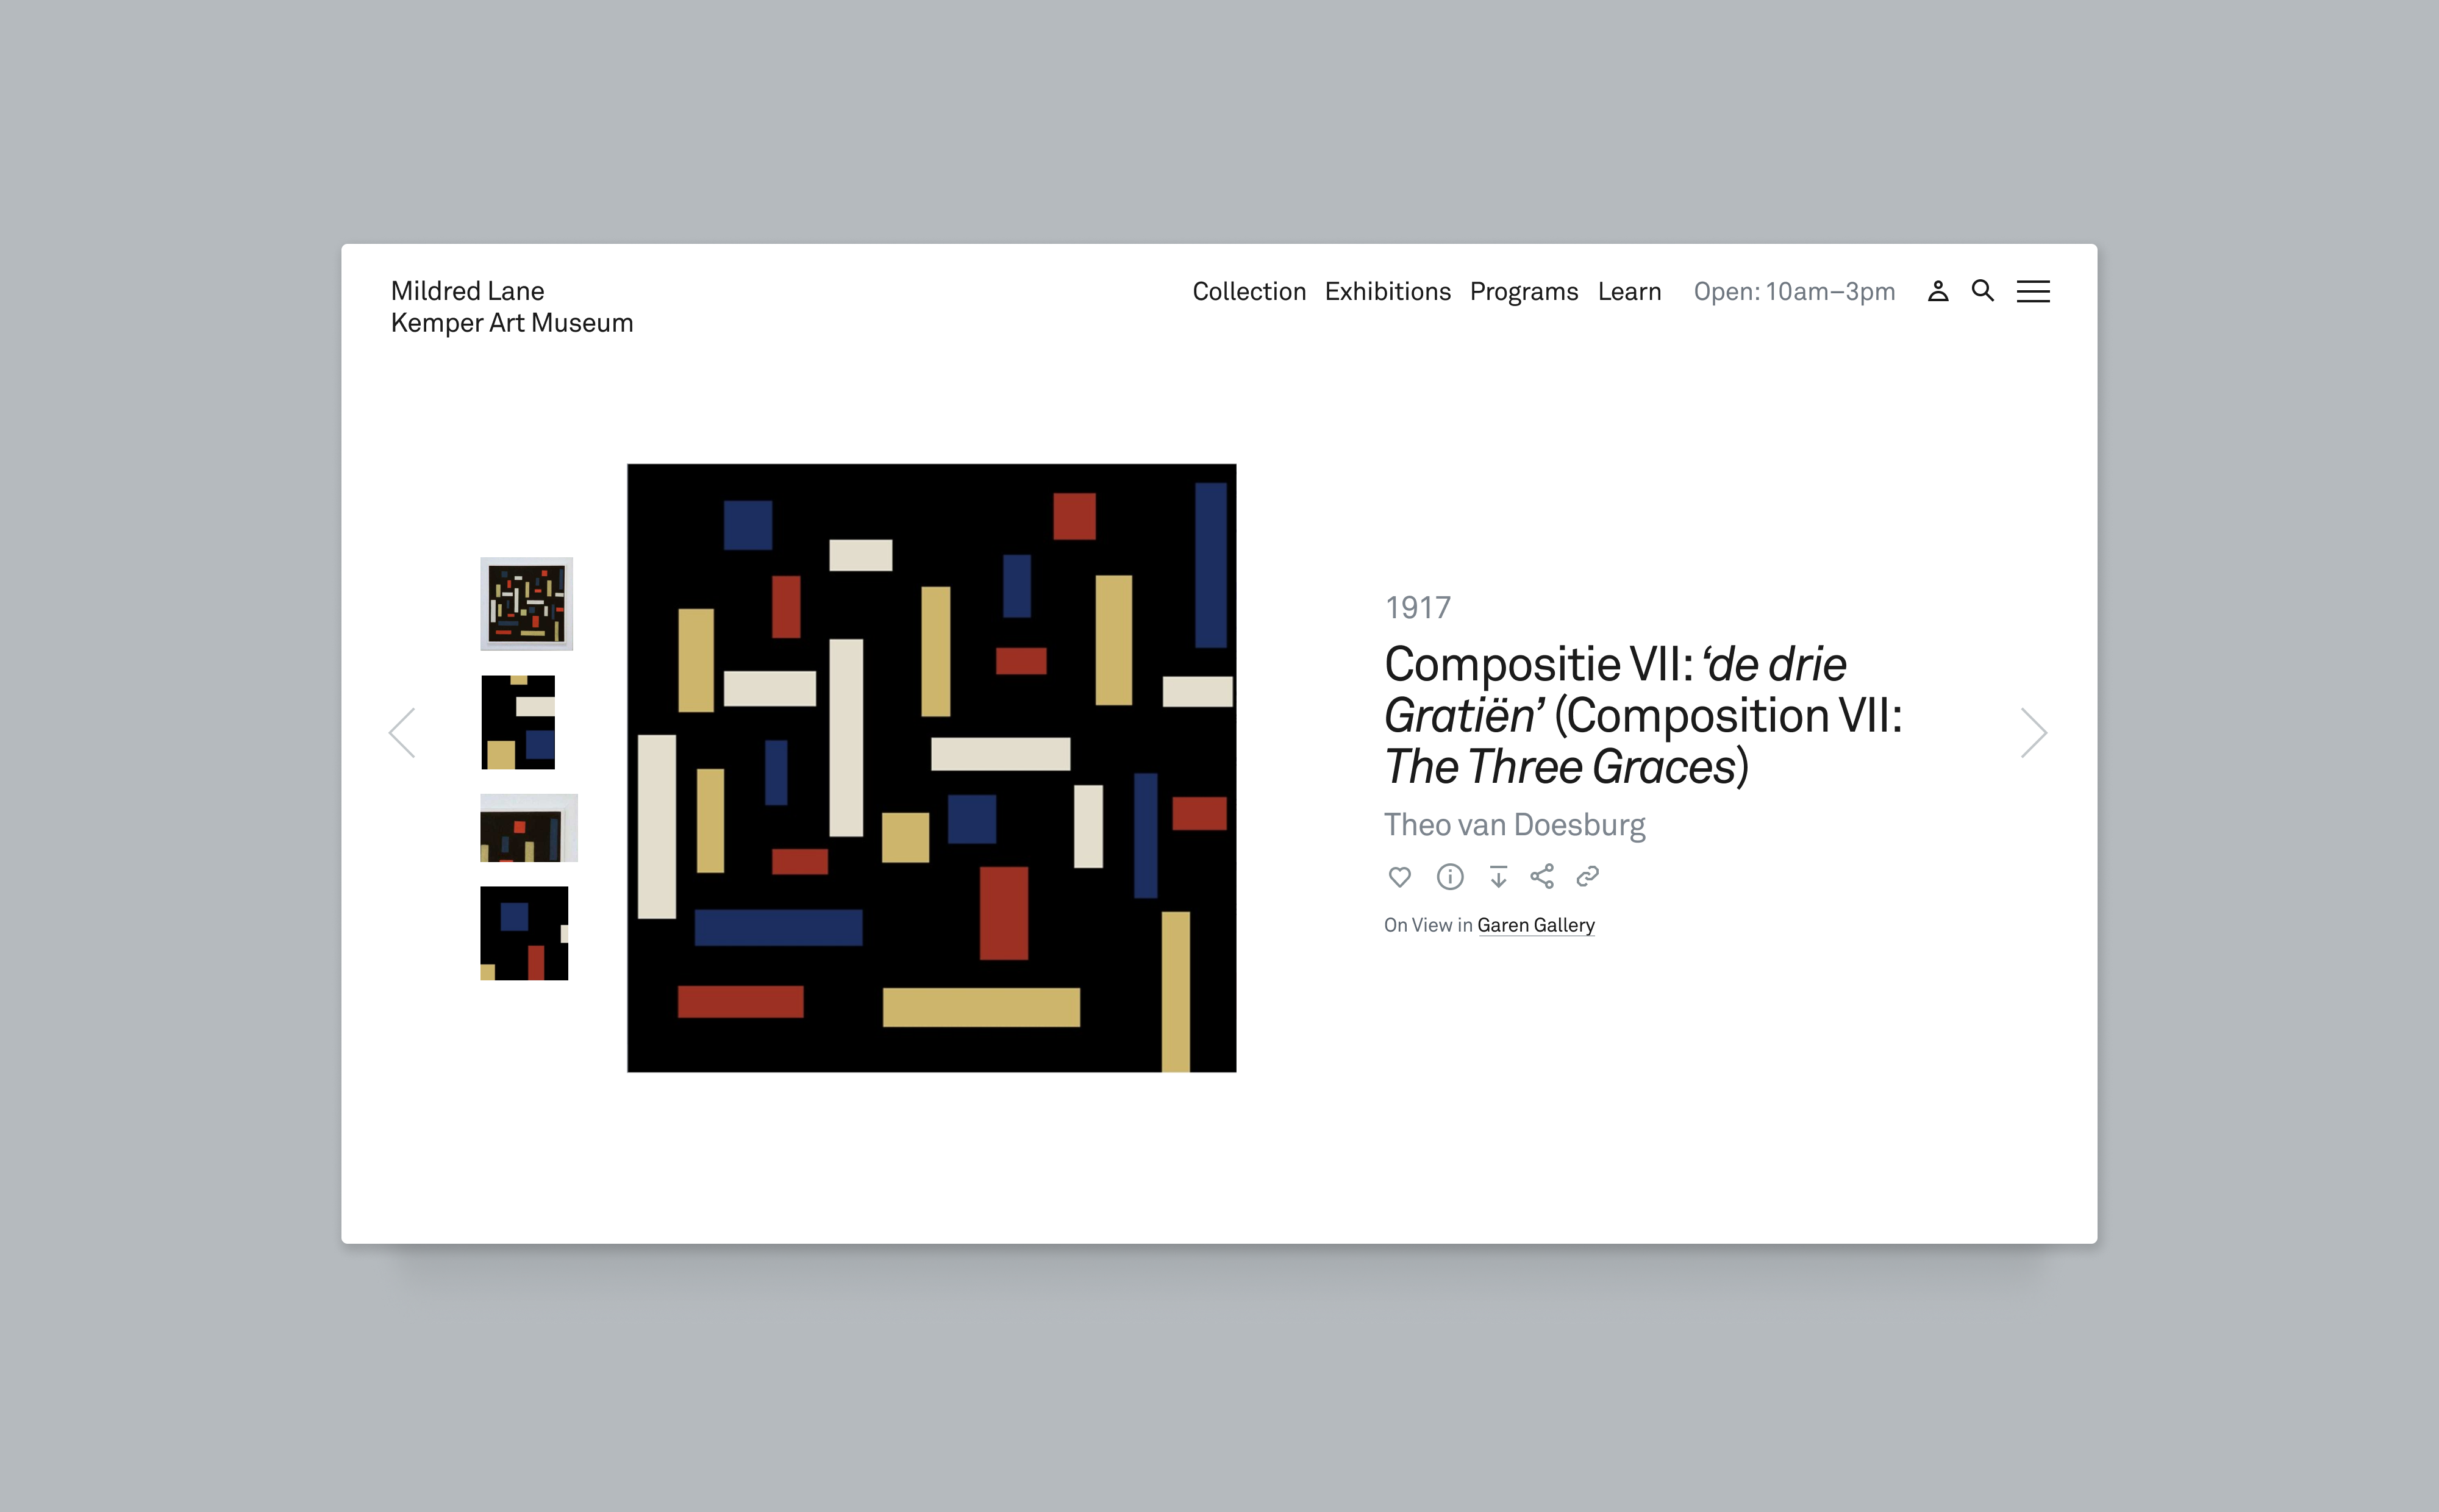 Mildred Lane
Kemper Art Museum
Collection Exhibitions Programs Learn Open: 10am–3pm
1917
Compositie VII: ‘de drie
Gratiën’ (Composition VII:
The Three Graces)
Theo van Doesburg
On View in Garen Gallery